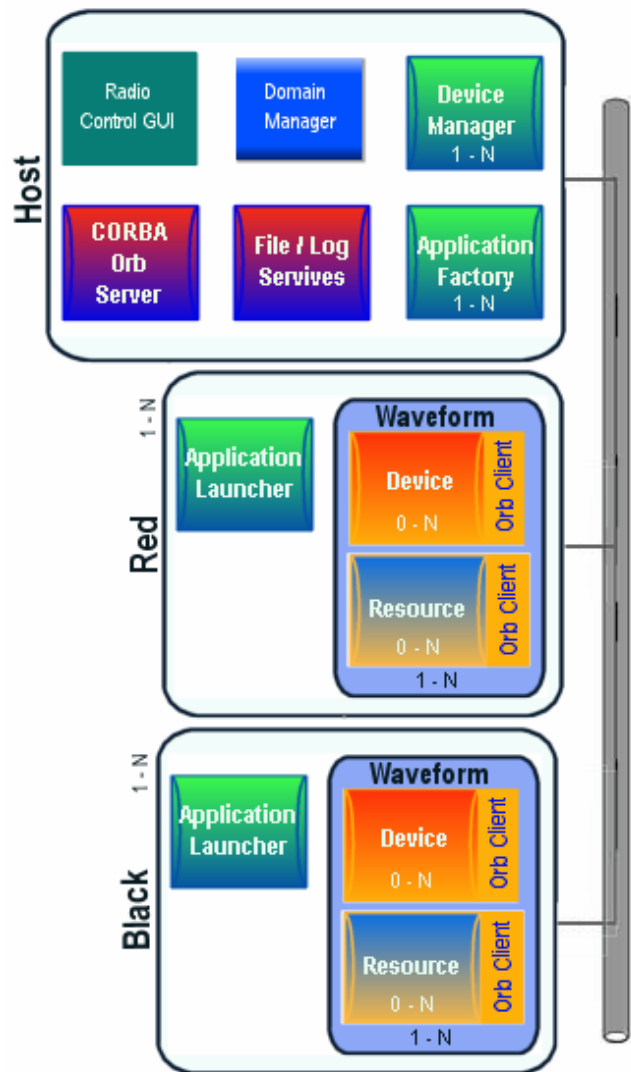 Host
Radio
Control GUI
Domain
Manager
Device
Manager
1 - N
CORBA
Orb
Server
File / Log
Servives
Application
Factory
1 - N
1 - N
Red
Application
Launcher
Waveform
Device
0 - N
Orb Client
Resource
0 - N
Orb Client
1 - N
1 - N
Black
Application
Launcher
Waveform
Device
0 - N
Orb Client
Resource
0 - N
Orb Client
1 - N